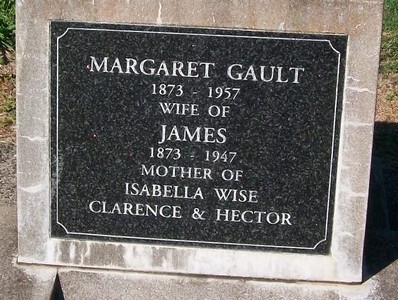 MARGARET GAULT
1873 - 1957
WIFE OF
JAMES
1873 - 1947
MOTHER OF
ISABELLA WISE
CLARENCE & HECTOR